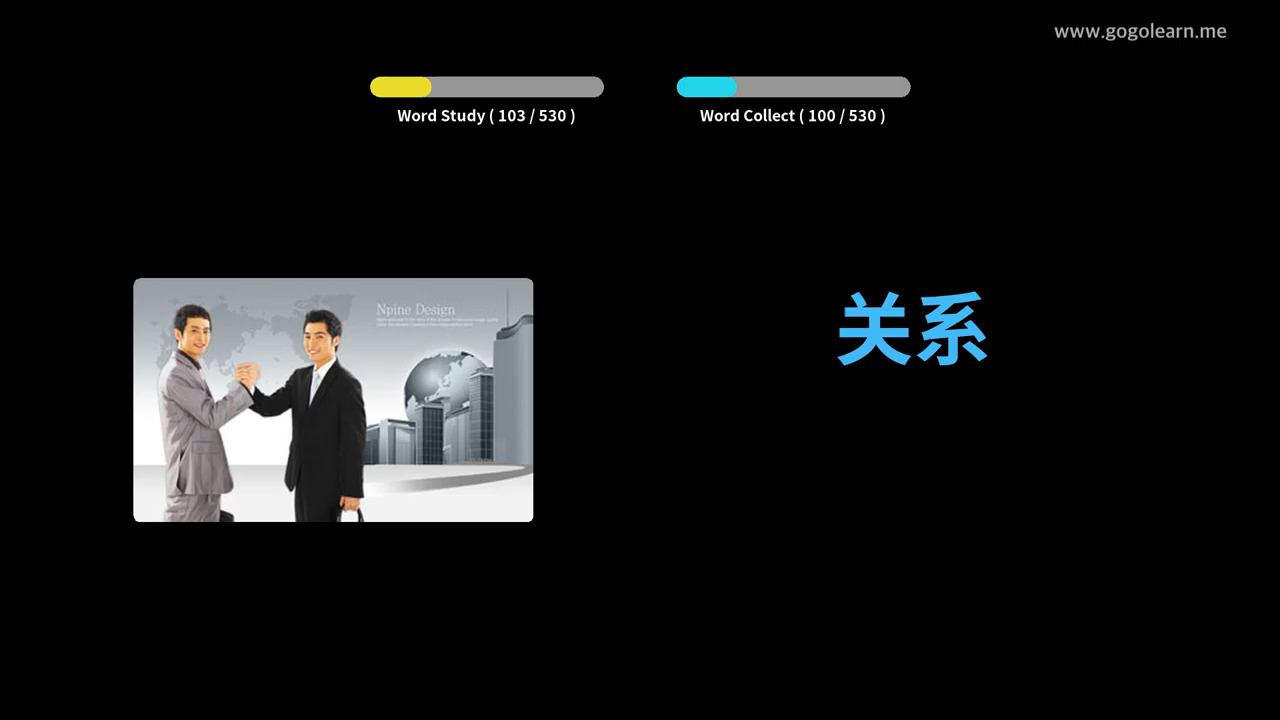 www.gogolearn.me
Word Study ( 103 / 530 )
Word Collect ( 100 / 530 )
Npine Design
关系